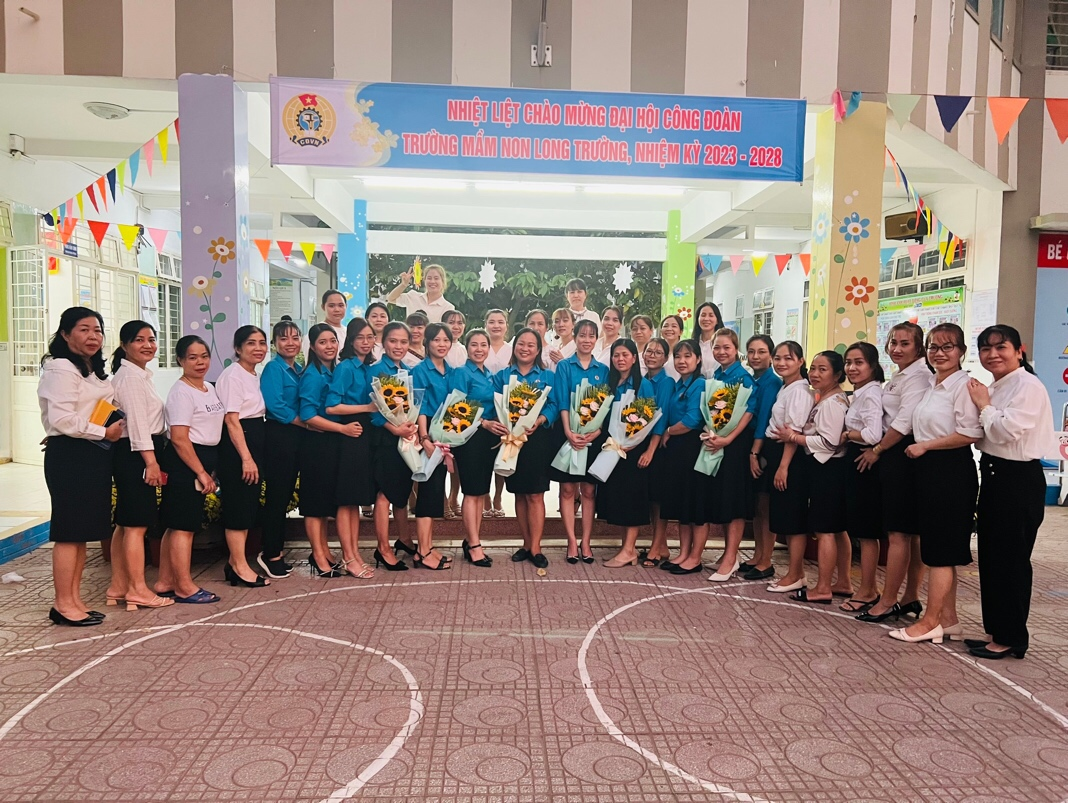 NHIỆT LIỆT CHÀO MỪNG ĐẠI HỘI CÔNG ĐOÀN
TRƯỜNG MẦM NON LONG TRƯỜNG, NHIỆM KỲ 2023 - 2028
CĐVN
BÉ